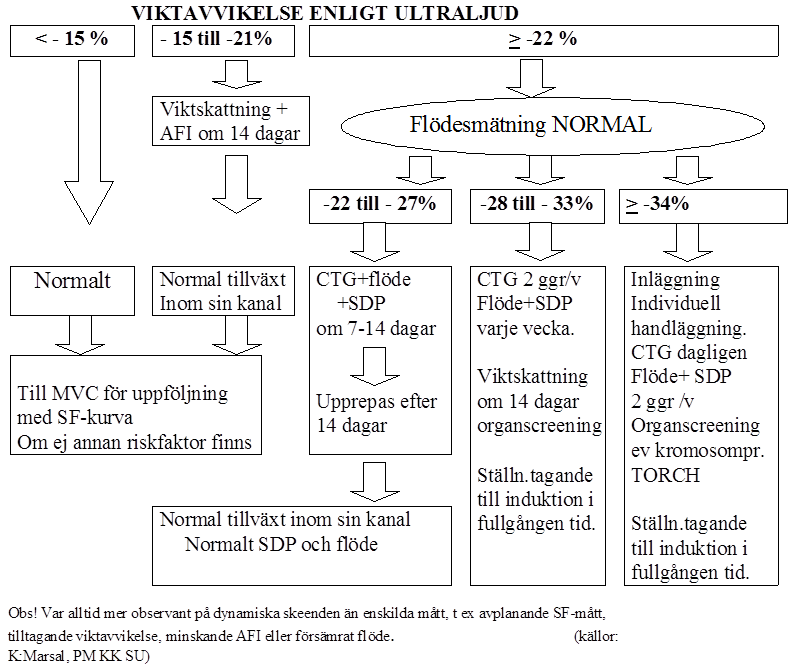 VIKTAVVIKELSE ENLIGT ULTRALJUD
< - 15 %
- 15 till -21%
≥ -22 %
Viktskattning +
AFI om 14 dagar
Flödesmätning NORMAL
-22 till - 27%
-28 till - 33%
≥ -34%
Normalt
Normal tillväxt
Inom sin kanal
Till MVC för uppföljning
med SF-kurva
Om ej annan riskfaktor finns
CTG+flöde
+SDP
om 7-14 dagar
Upprepas efter
14 dagar
Normal tillväxt inom sin kanal
Normalt SDP och flöde
CTG 2 ggr/v
Flöde+SDP
varje vecka.
Viktskattning
om 14 dagar
organscreening
Ställn.tagande
till induktion i
fullgången tid.
Inläggning
Individuell
handläggning.
CTG dagligen
Flöde+ SDP
2 ggr /v
Organscreening
ev kromosompr.
TORCH
Ställn.tagande
till induktion i
fullgången tid.
Obs! Var alltid mer observant på dynamiska skeenden än enskilda mått, t ex avplanande SF-mått,
tilltagande viktavvikelse, minskande AFI eller försämrat flöde. (källor:
K:Marsal, PM KK SU)